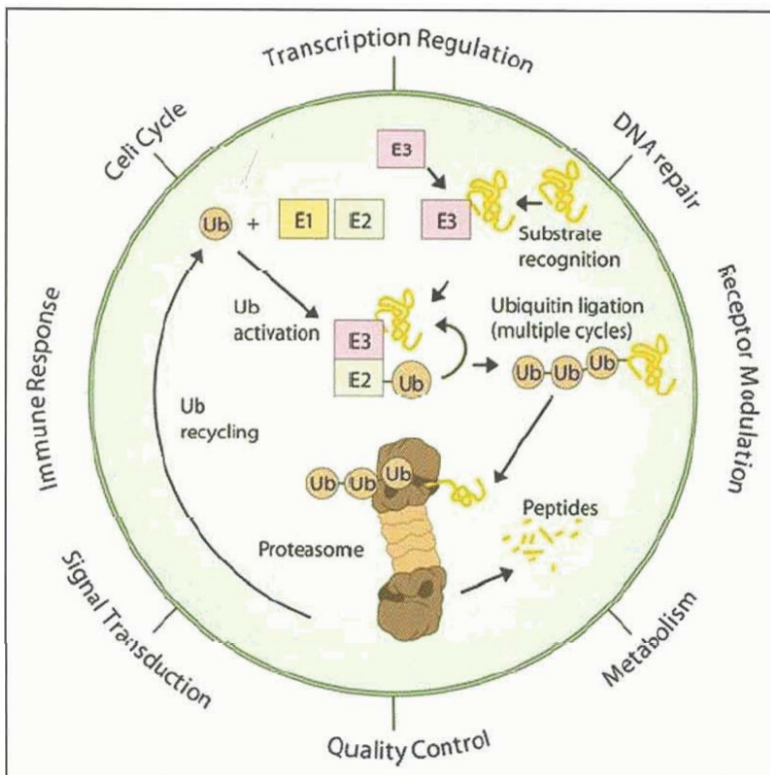 Transcription Regulation
Cell Cycle
DNA repair
E3
Ub + E1 E2
E3
Substrate
recognition
Receptor Modulation
Immune Response
Ub
activation
Ubiquitin ligation
(multiple cycles)
E3
E2 Ub
Ub Ub Ub
Ub
recycling
Ub Ub Ub
Peptides
Proteasome
Signal Transduction
Metabolism
Quality Control